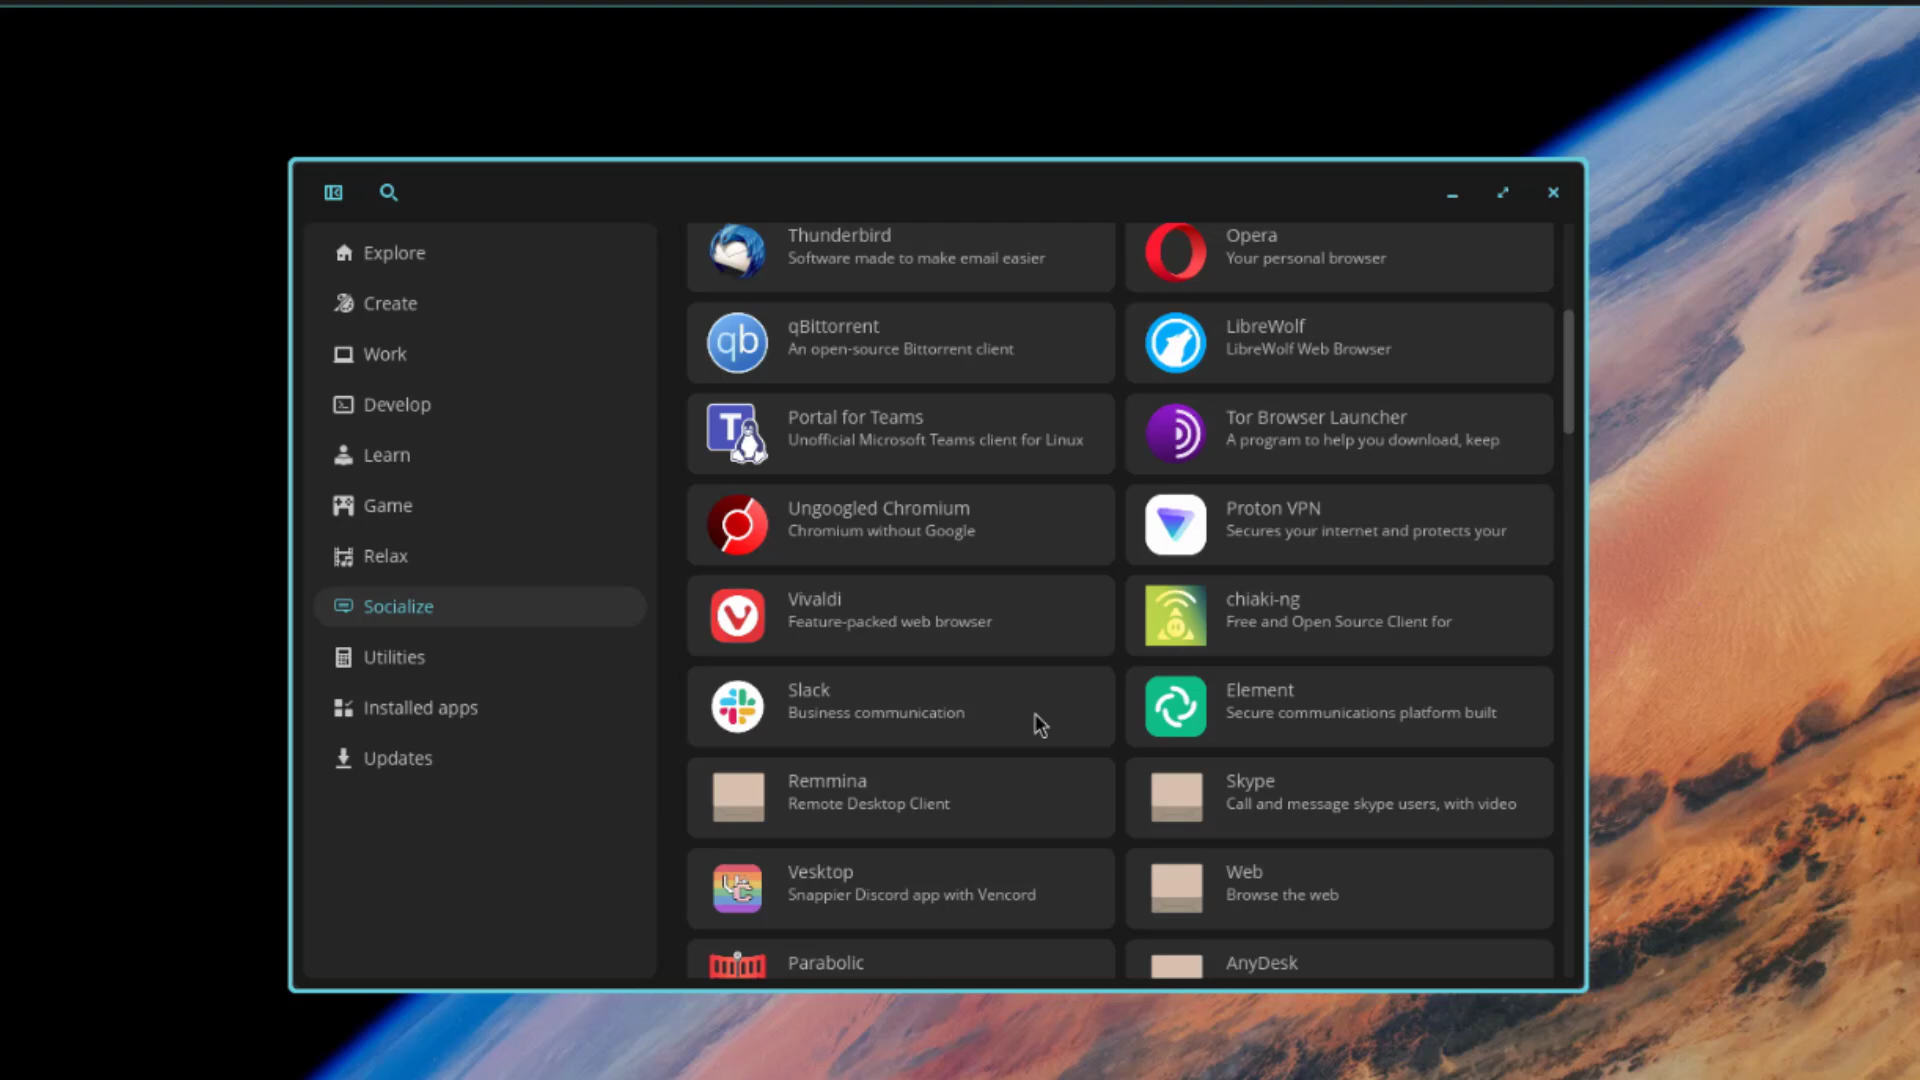 Explore
Create
Work
Develop
Learn
Game
Relax
Socialize
Utilities
Installed apps
Updates
Thunderbird
Software made to make email easier
Opera
Your personal browser
qb
qBittorrent
An open-source Bittorrent client
LibreWolf
LibreWolf Web Browser
T
Portal for Teams
Unofficial Microsoft Teams client for Linux
Tor Browser Launcher
A program to help you download, keep
Ungoogled Chromium
Chromium without Google
Proton VPN
Secures your internet and protects your
Vivaldi
Feature-packed web browser
chiaki-ng
Free and Open Source Client for
Slack
Business communication
Element
Secure communications platform built
Remmina
Remote Desktop Client
Skype
Call and message skype users, with video
Vesktop
Snappier Discord app with Vencord
Web
Browse the web
Parabolic
AnyDesk